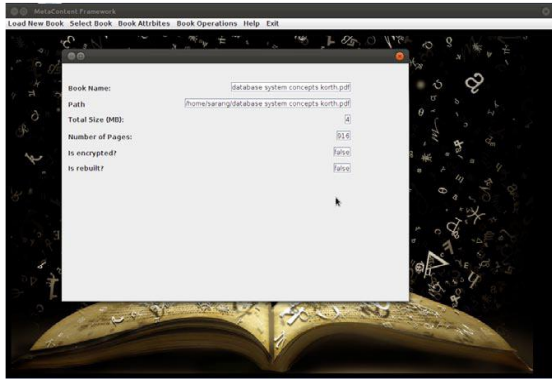 MetaContent Framework
Load New Book Select Book Book Attrbites Book Operations Help Exit
Book Name: database system concepts korth.pdf
Path /home/sarang/database system concepts korth.pdf
Total Size (MB): 4
Number of Pages: 916
Is encrypted? false
Is rebuilt? false